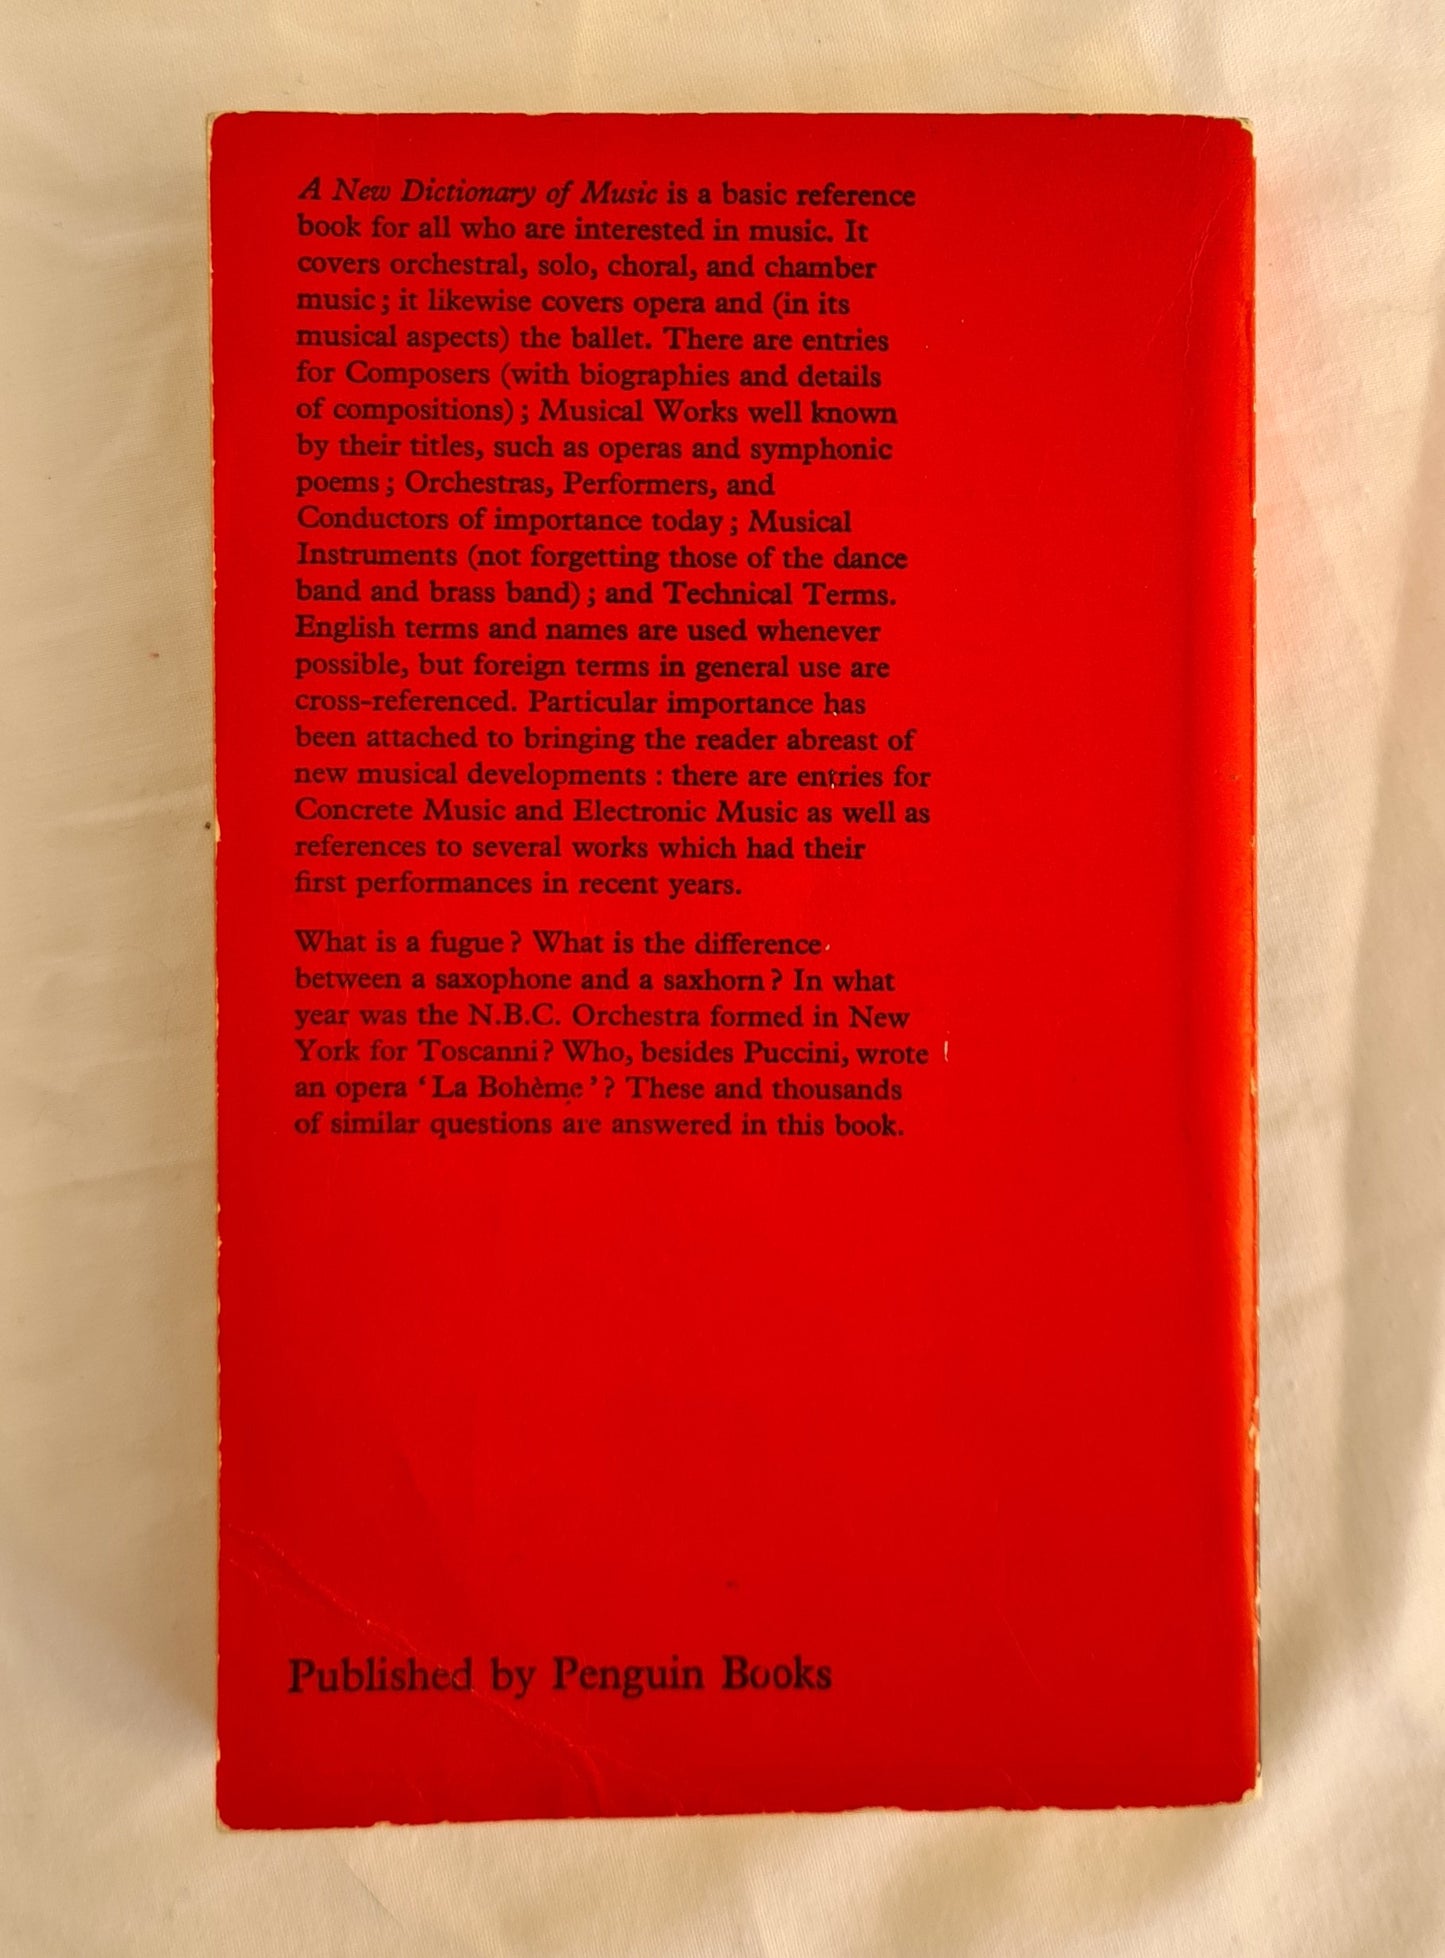 A New Dictionary of Music is a basic reference
book for all who are interested in music. It
covers orchestral, solo, choral, and chamber
music; it likewise covers opera and (in its
musical aspects) the ballet. There are entries
for Composers (with biographies and details
of compositions); Musical Works well known
by their titles, such as operas and symphonic
poems; Orchestras, Performers, and
Conductors of importance today; Musical
Instruments (not forgetting those of the dance
band and brass band); and Technical Terms.
English terms and names are used whenever
possible, but foreign terms in general use are
cross-referenced. Particular importance has
been attached to bringing the reader abreast of
new musical developments : there are entries for
Concrete Music and Electronic Music as well as
references to several works which had their
first performances in recent years.
What is a fugue? What is the difference
between a saxophone and a saxhorn? In what
year was the N.B.C. Orchestra formed in New
York for Toscanni? Who, besides Puccini, wrote
an opera ‘La Bohème’? These and thousands
of similar questions are answered in this book.
Published by Penguin Books